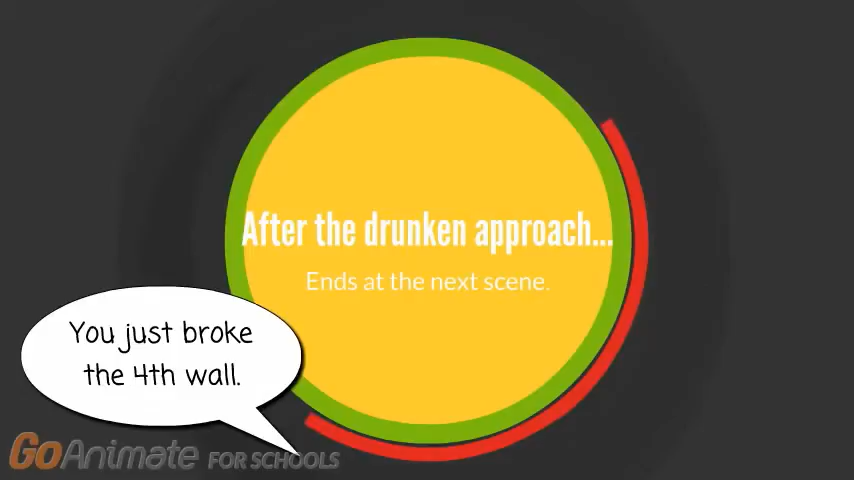 After the drunken approach...
Ends at the next scene.
You just broke
the 4th wall.
GoAnimate FOR SCHOOLS